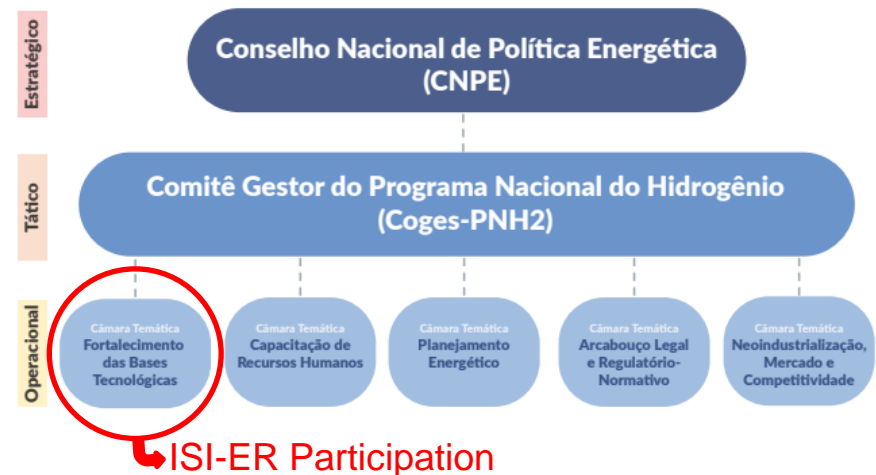 Estratégico
Conselho Nacional de Política Energética
(CNPE)
Tático
Comitê Gestor do Programa Nacional do Hidrogênio
(Coges-PNH2)
Operacional
Câmara Temática
Fortalecimento
das Bases
Tecnológicas
Câmara Temática
Capacitação de
Recursos Humanos
Câmara Temática
Planejamento
Energético
Câmara Temática
Arcabouço Legal
e Regulatório-
Normativo
Câmara Temática
Neoindustrialização,
Mercado e
Competitividade
ISI-ER Participation